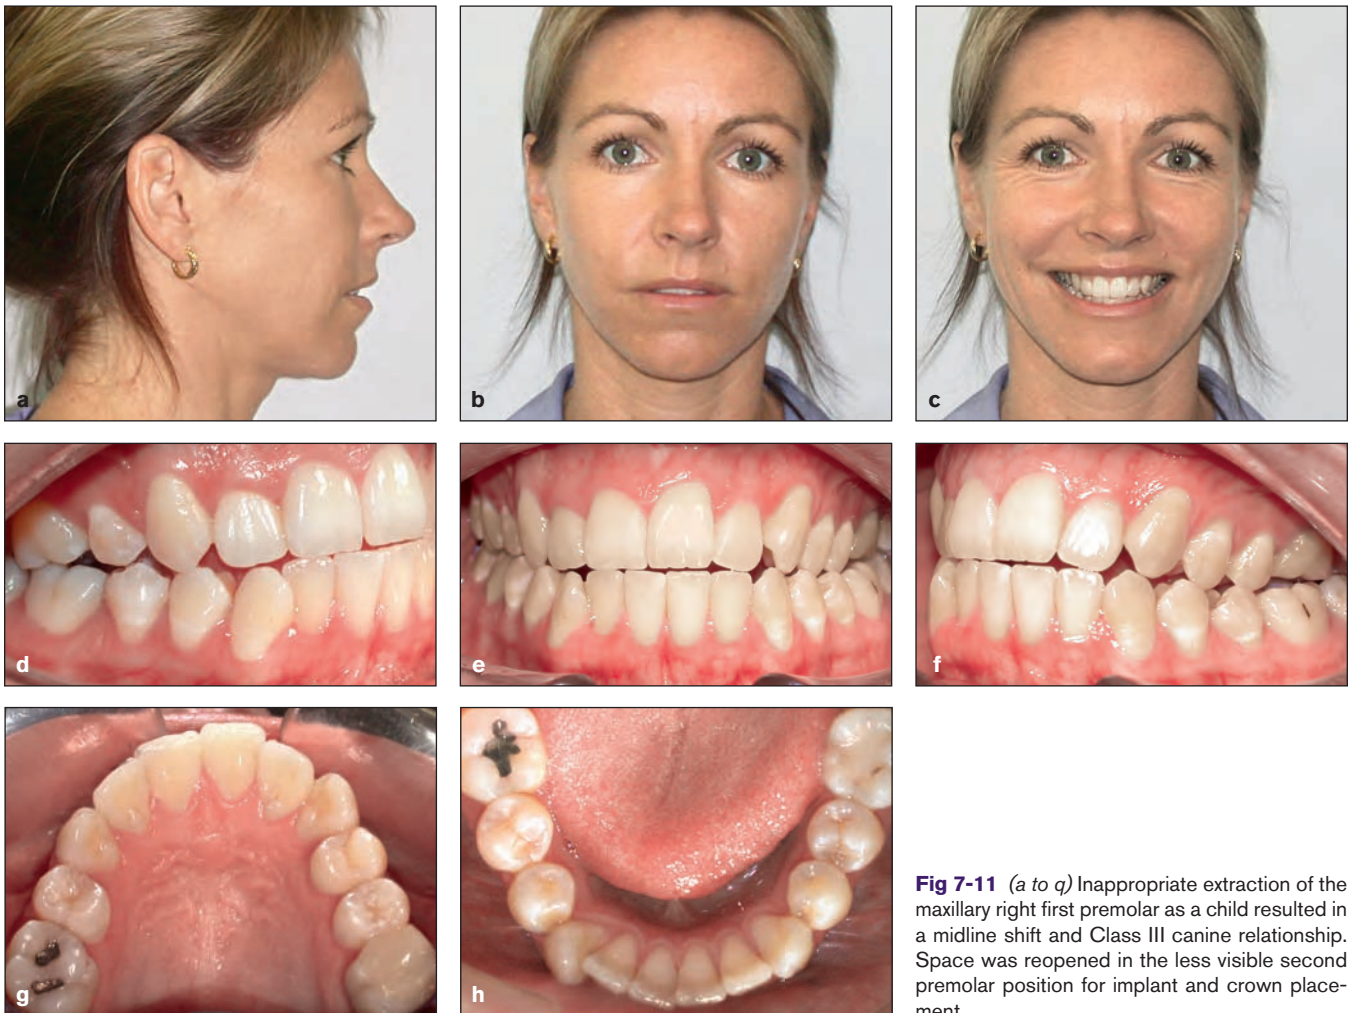 a
b
c
d
e
f
g
h
Fig 7-11 (a to q) Inappropriate extraction of the
maxillary right first premolar as a child resulted in
a midline shift and Class III canine relationship.
Space was reopened in the less visible second
premolar position for implant and crown place-
ment.